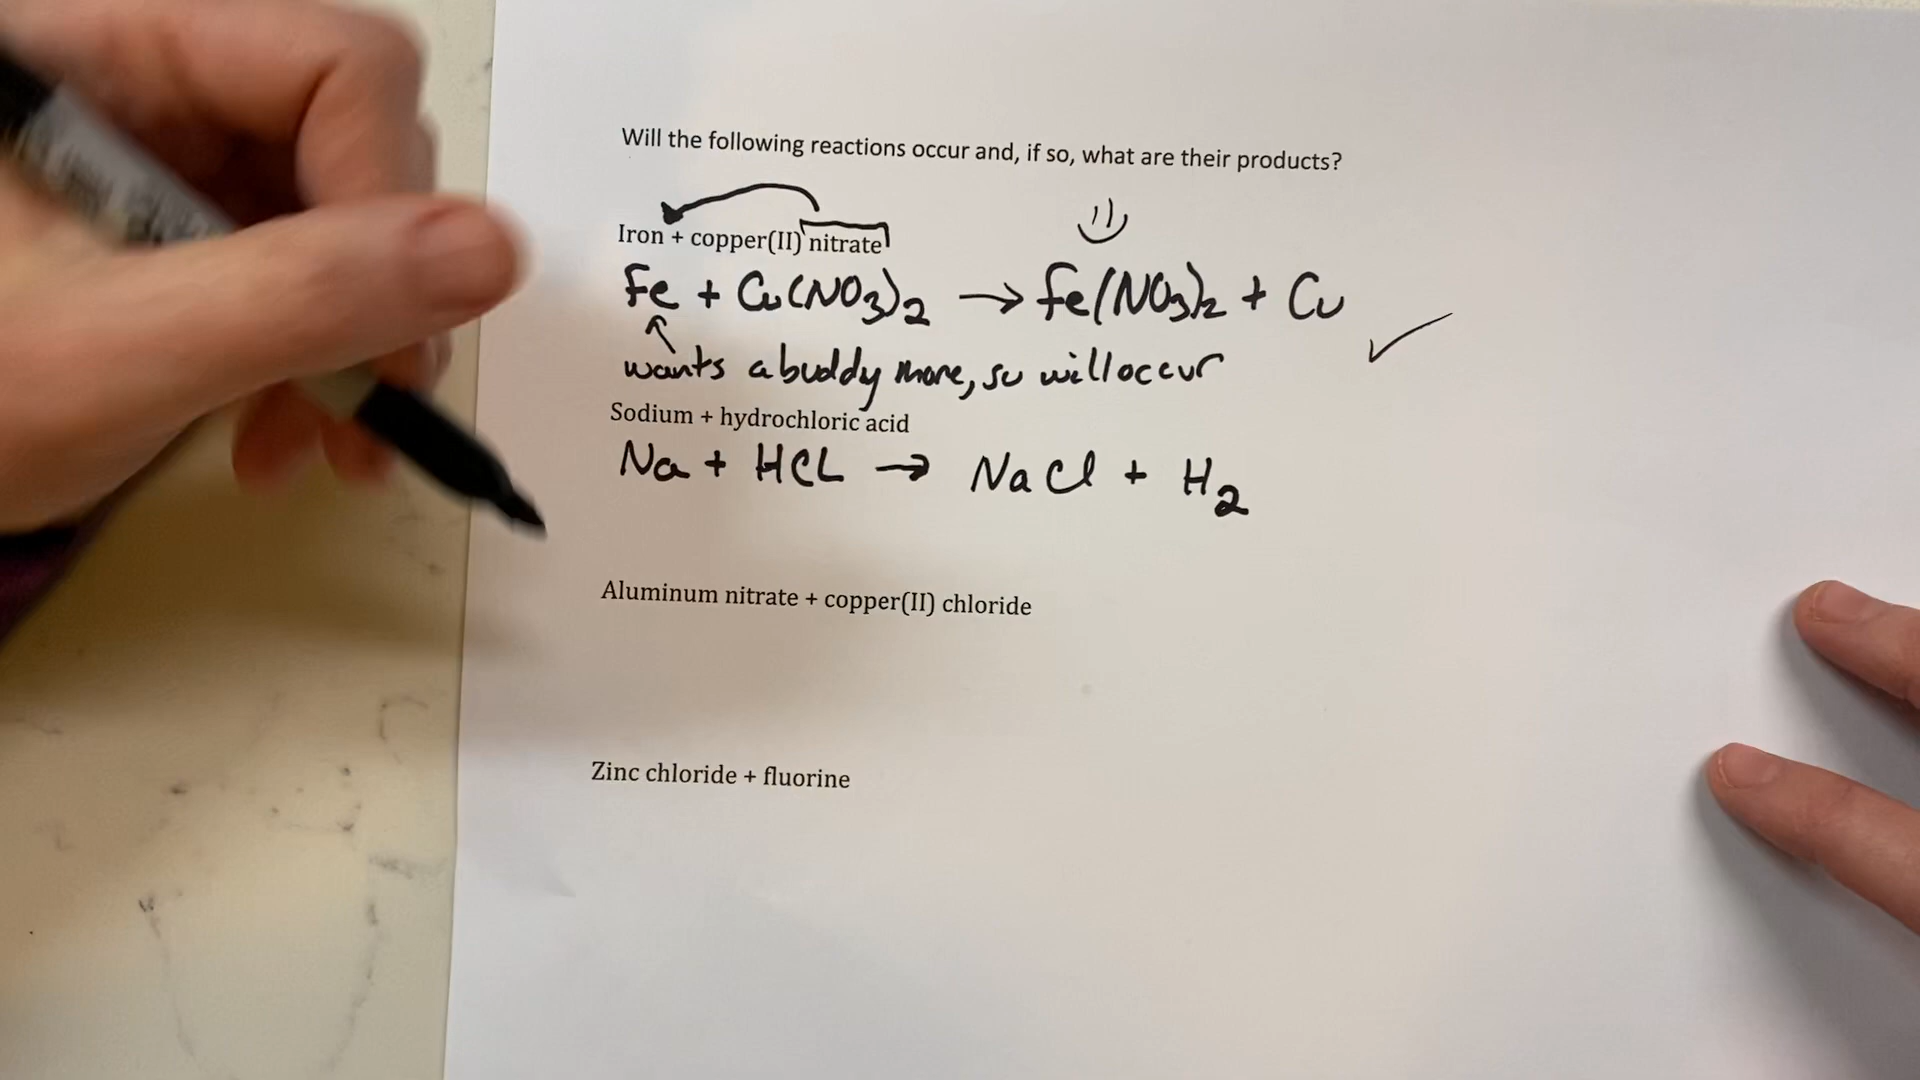 Will the following reactions occur and, if so, what are their products?
Iron + copper(II) nitrate
Fe + Cu(NO3)2 → Fe(NO3)2 + Cu
wants a buddy more, so will occur
Sodium + hydrochloric acid
Na + HCL → NaCl + H2
Aluminum nitrate + copper(II) chloride
Zinc chloride + fluorine